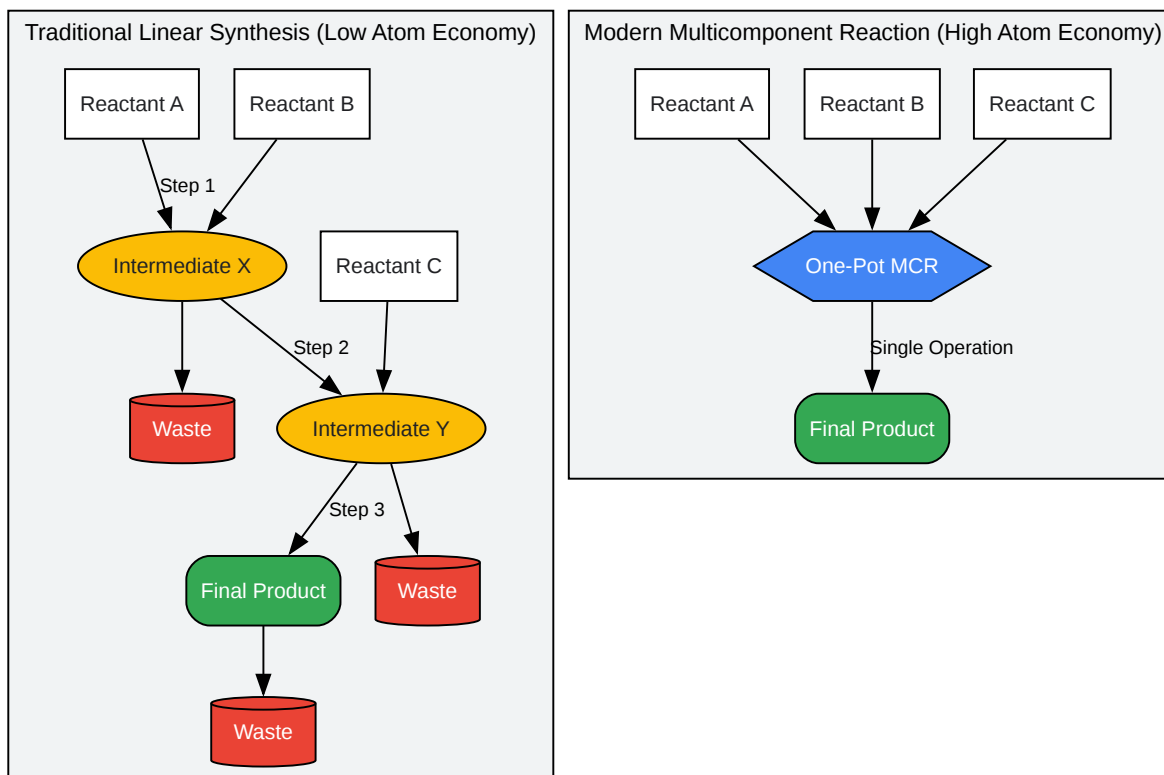 Traditional Linear Synthesis (Low Atom Economy)
Reactant A
Reactant B
Step 1
Intermediate X
Reactant C
Step 2
Waste
Intermediate Y
Step 3
Final Product
Waste
Waste
Modern Multicomponent Reaction (High Atom Economy)
Reactant A
Reactant B
Reactant C
One-Pot MCR
Single Operation
Final Product